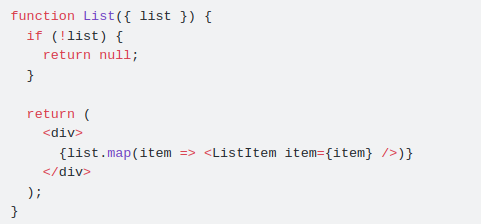 function List({ list }) {
  if (!list) {
    return null;
  }

  return (
    <div>
      {list.map(item => <ListItem item={item} />)}
    </div>
  );
}